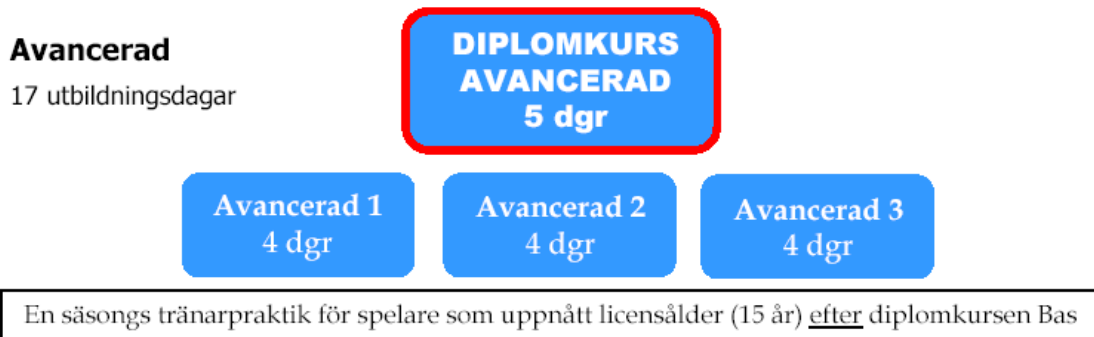 Avancerad
17 utbildningsdagar
DIPLOMKURS
AVANCERAD
5 dgr
Avancerad 1
4 dgr
Avancerad 2
4 dgr
Avancerad 3
4 dgr
En säsongs tränarpraktik för spelare som uppnått licensålder (15 år) efter diplomkursen Bas